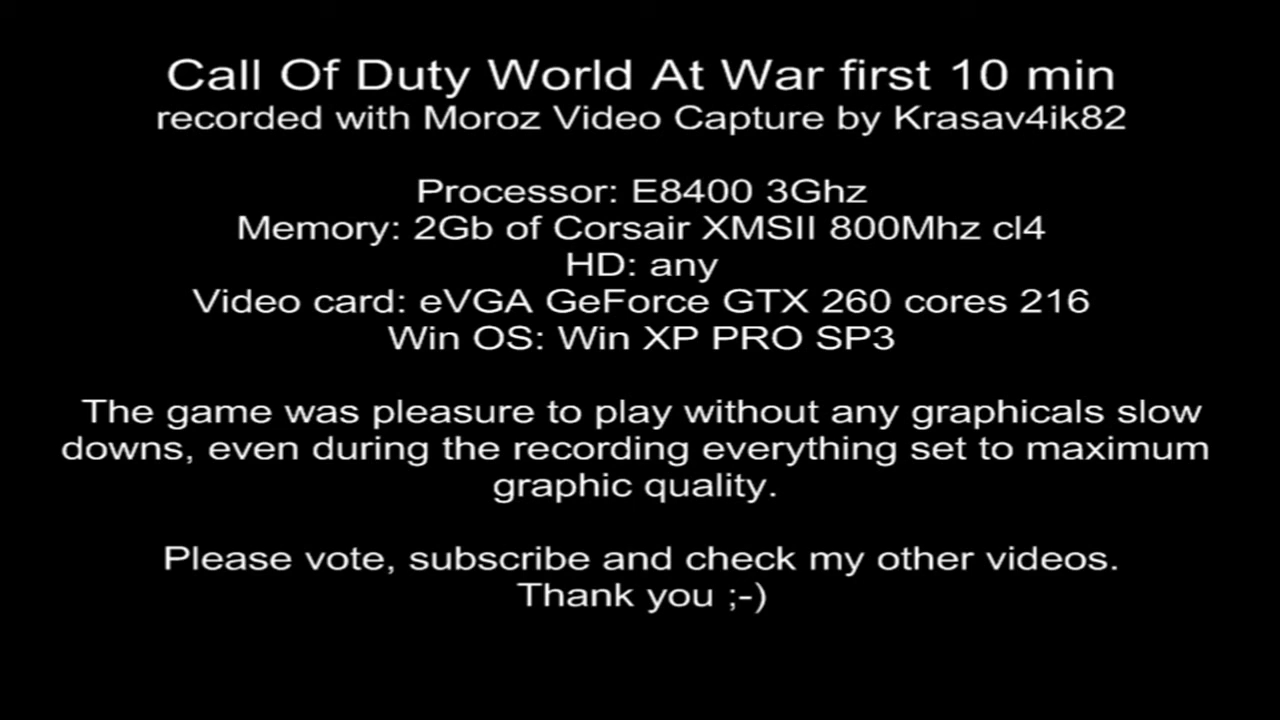 Call Of Duty World At War first 10 min
recorded with Moroz Video Capture by Krasav4ik82
Processor: E8400 3Ghz
Memory: 2Gb of Corsair XMSII 800Mhz cl4
HD: any
Video card: eVGA GeForce GTX 260 cores 216
Win OS: Win XP PRO SP3
The game was pleasure to play without any graphicals slow
downs, even during the recording everything set to maximum
graphic quality.
Please vote, subscribe and check my other videos.
Thank you ;-)